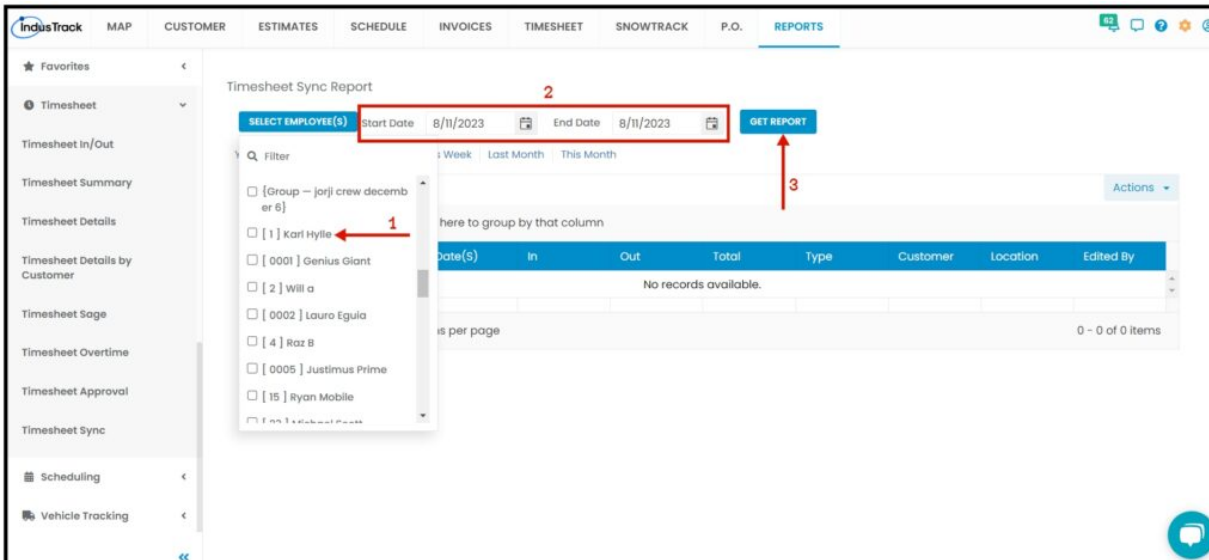 IndusTrack MAP CUSTOMER ESTIMATES SCHEDULE INVOICES TIMESHEET SNOWTRACK P.O. REPORTS 62
Favorites
Timesheet
Timesheet In/Out
Timesheet Summary
Timesheet Details
Timesheet Details by
Customer
Timesheet Sage
Timesheet Overtime
Timesheet Approval
Timesheet Sync
Scheduling
Vehicle Tracking
Timesheet Sync Report
2
SELECT EMPLOYEE(S) Start Date 8/11/2023 End Date 8/11/2023 GET REPORT
Week Last Month This Month
3
Filter
{Group — jorji crew decemb
er 6}
[ 1 ] Karl Hylle 1
[ 0001 ] Genius Giant
[ 2 ] Will a
[ 0002 ] Lauro Eguia
[ 4 ] Raz B
[ 0005 ] Justimus Prime
[ 15 ] Ryan Mobile
Actions
here to group by that column
Date(S) In Out Total Type Customer Location Edited By
No records available.
per page 0 - 0 of 0 items